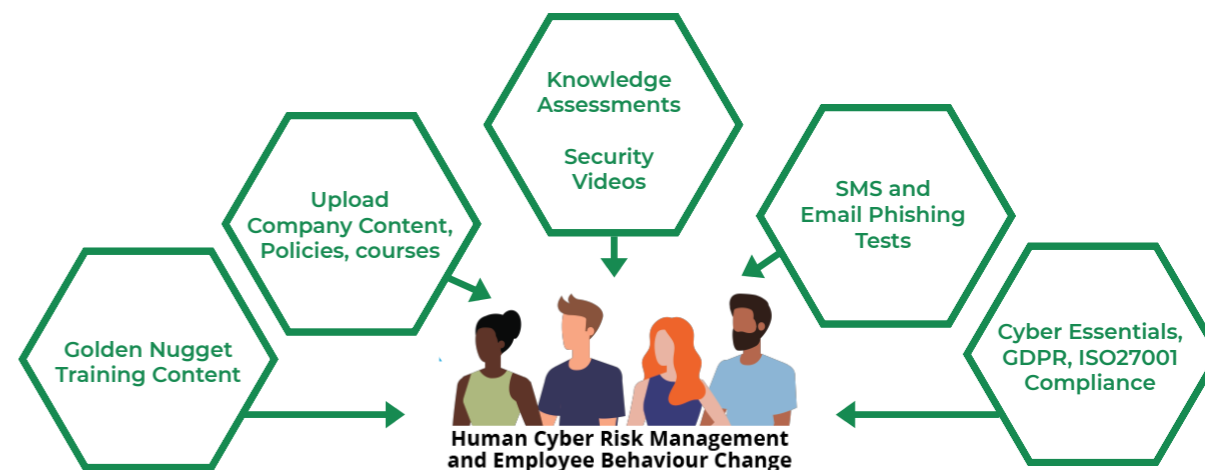 Knowledge
Assessments
Security
Videos
Upload
Company Content,
Policies, courses
SMS and
Email Phishing
Tests
Golden Nugget
Training Content
Cyber Essentials,
GDPR, ISO27001
Compliance
Human Cyber Risk Management
and Employee Behaviour Change